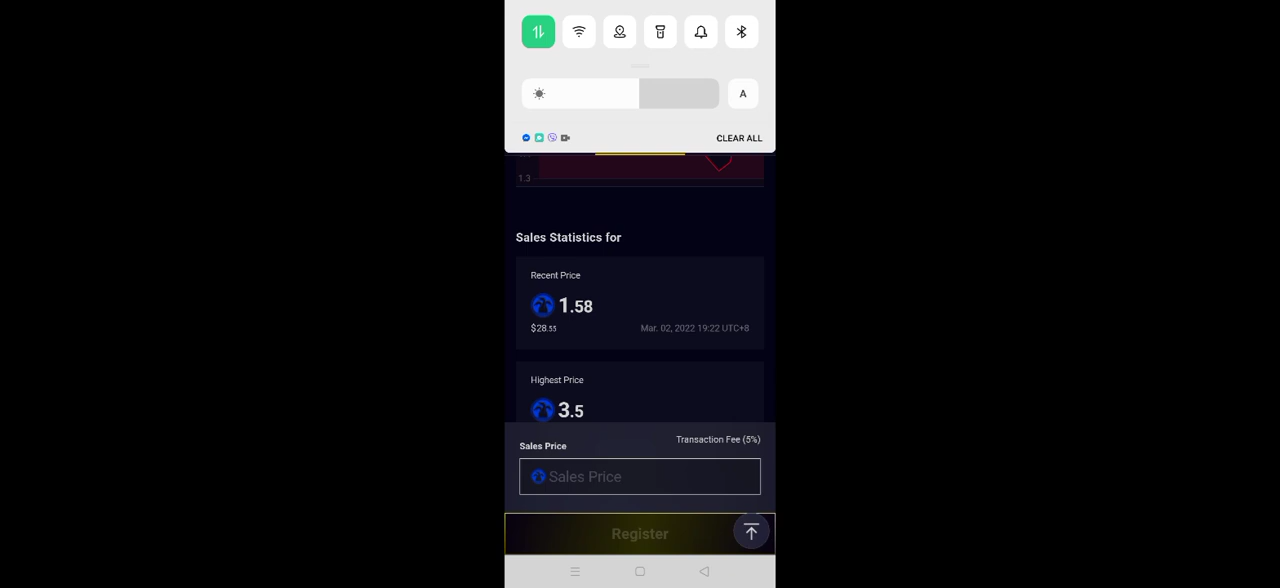 A
CLEAR ALL
1.3
Sales Statistics for
Recent Price
1.58
$28.55
Mar. 02, 2022 19:22 UTC+8
Highest Price
3.5
Transaction Fee (5%)
Sales Price
Sales Price
Register